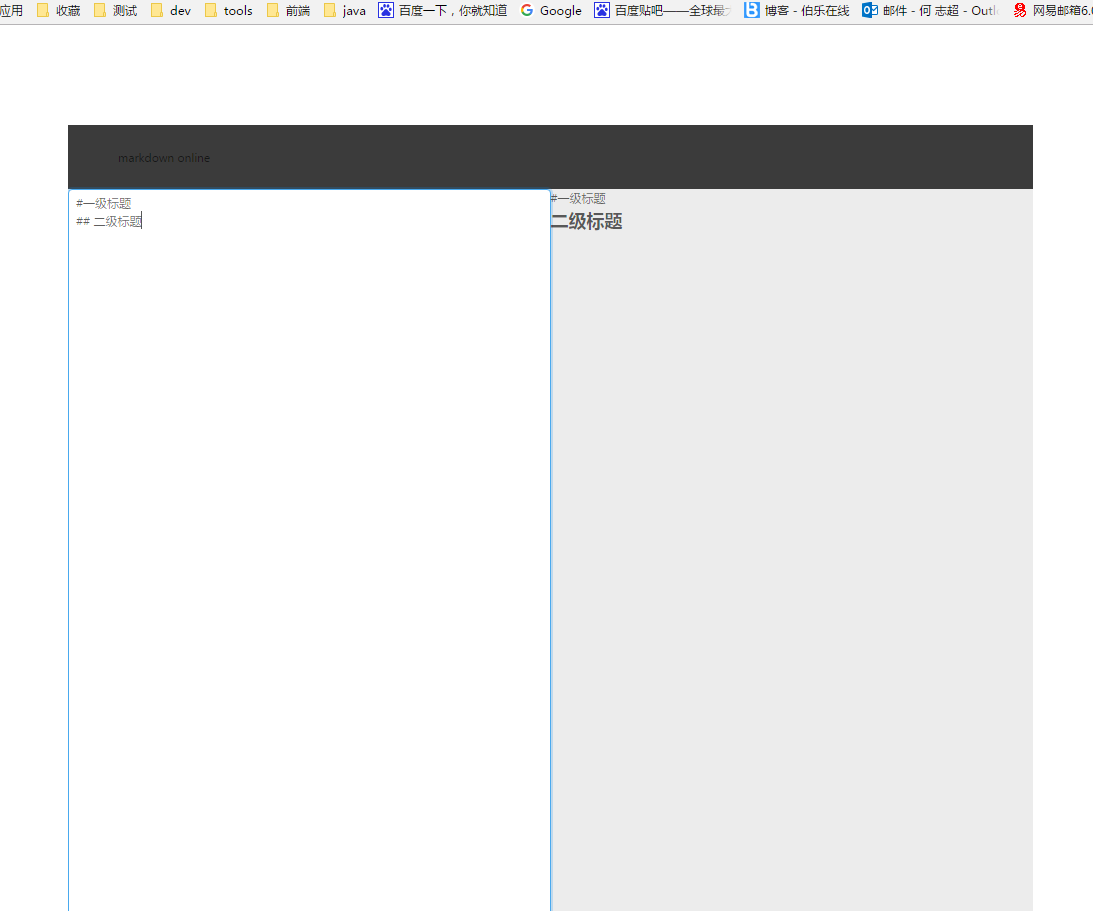 应用 收藏 测试 dev tools 前端 java 百度一下，你就知道 Google 百度贴吧——全球最 博客 - 伯乐在线 邮件 - 何 志超 - Outl 网易邮箱6.
markdown online
#一级标题
## 二级标题
#一级标题
二级标题